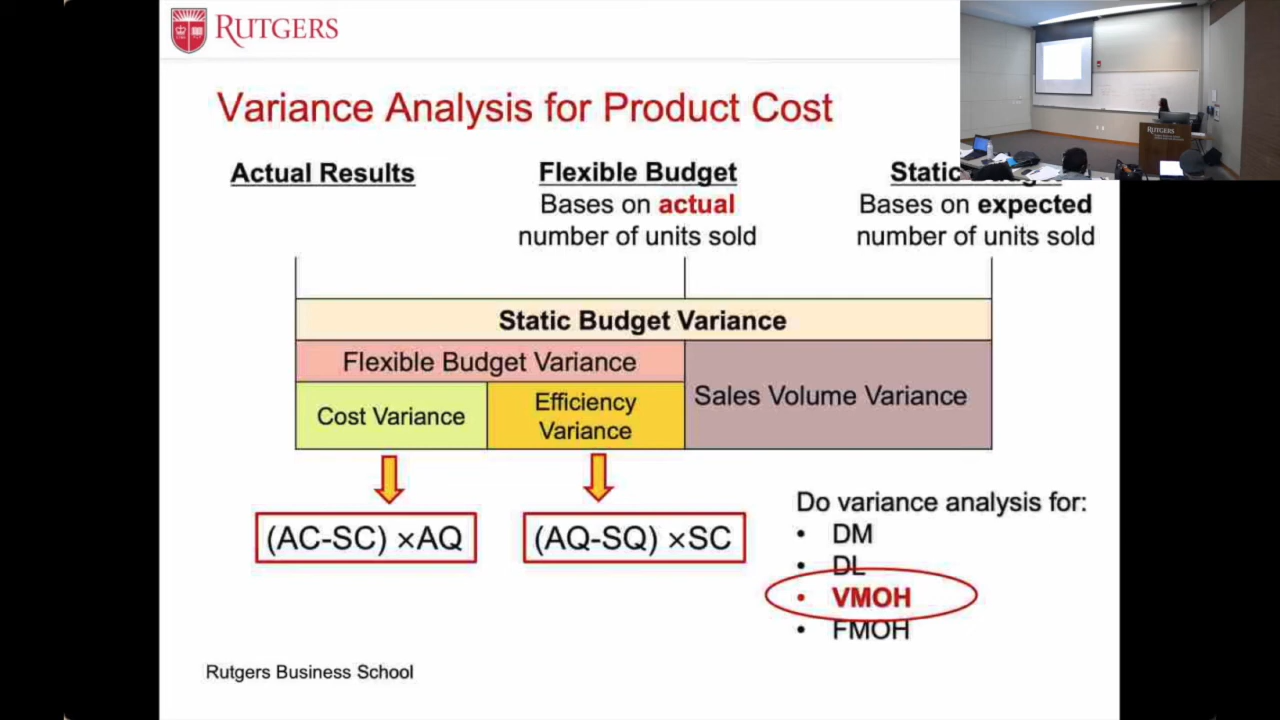 RUTGERS
Variance Analysis for Product Cost
Actual Results
Flexible Budget
Bases on actual
number of units sold
Static
Bases on expected
number of units sold
Static Budget Variance
Flexible Budget Variance
Sales Volume Variance
Cost Variance
Efficiency
Variance
(AC-SC) ×AQ
(AQ-SQ) ×SC
Do variance analysis for:
• DM
• DL
• VMOH
• FMOH
Rutgers Business School
RUTGERS